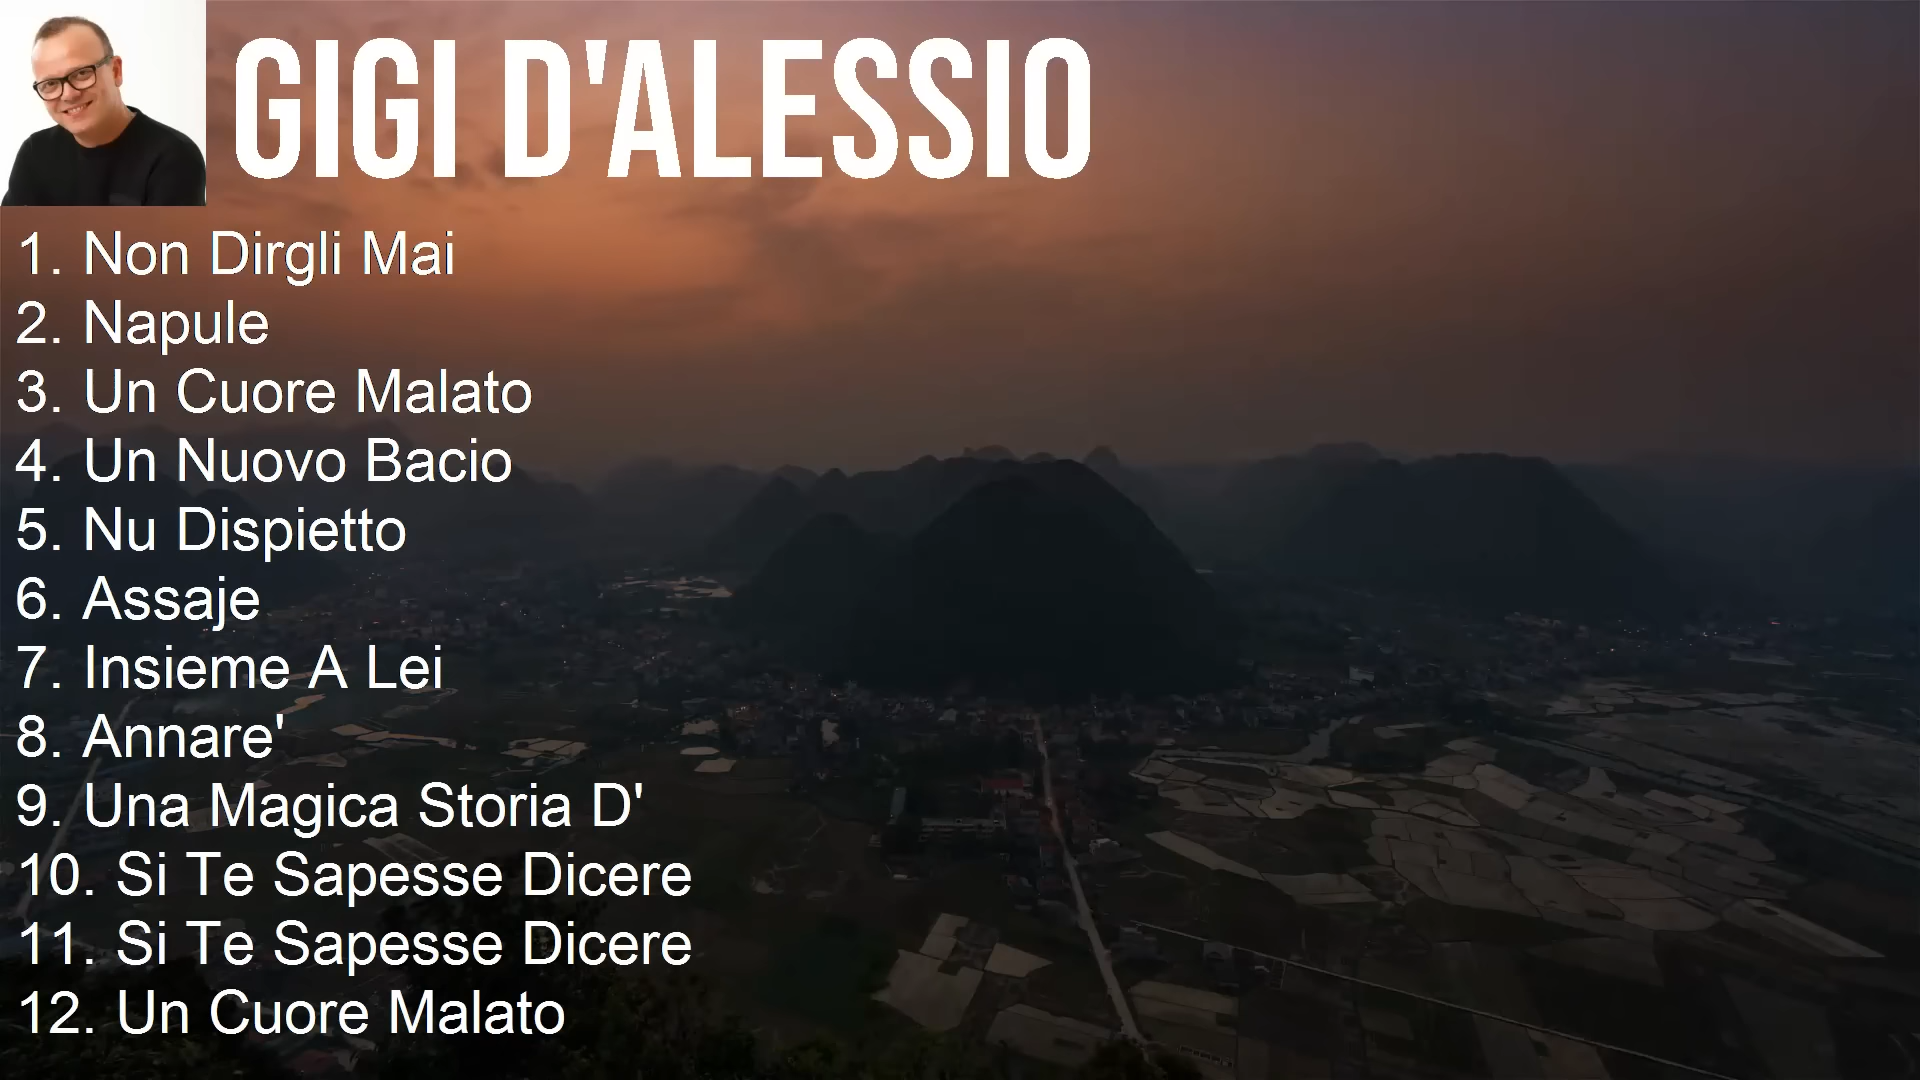 GIGI D'ALESSIO
1. Non Dirgli Mai
2. Napule
3. Un Cuore Malato
4. Un Nuovo Bacio
5. Nu Dispietto
6. Assaje
7. Insieme A Lei
8. Annare'
9. Una Magica Storia D'
10. Si Te Sapesse Dicere
11. Si Te Sapesse Dicere
12. Un Cuore Malato